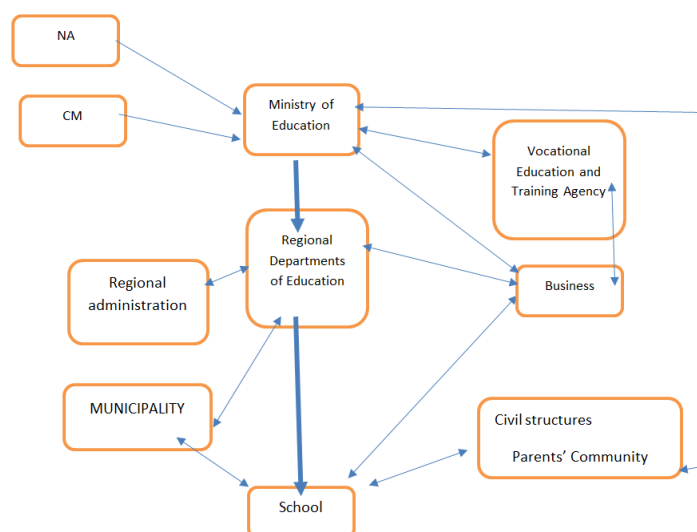 NA
CM
Ministry of
Education
Vocational
Education and
Training Agency
Regional
Departments
of Education
Regional
administration
Business
MUNICIPALITY
Civil structures
Parents’ Community
School